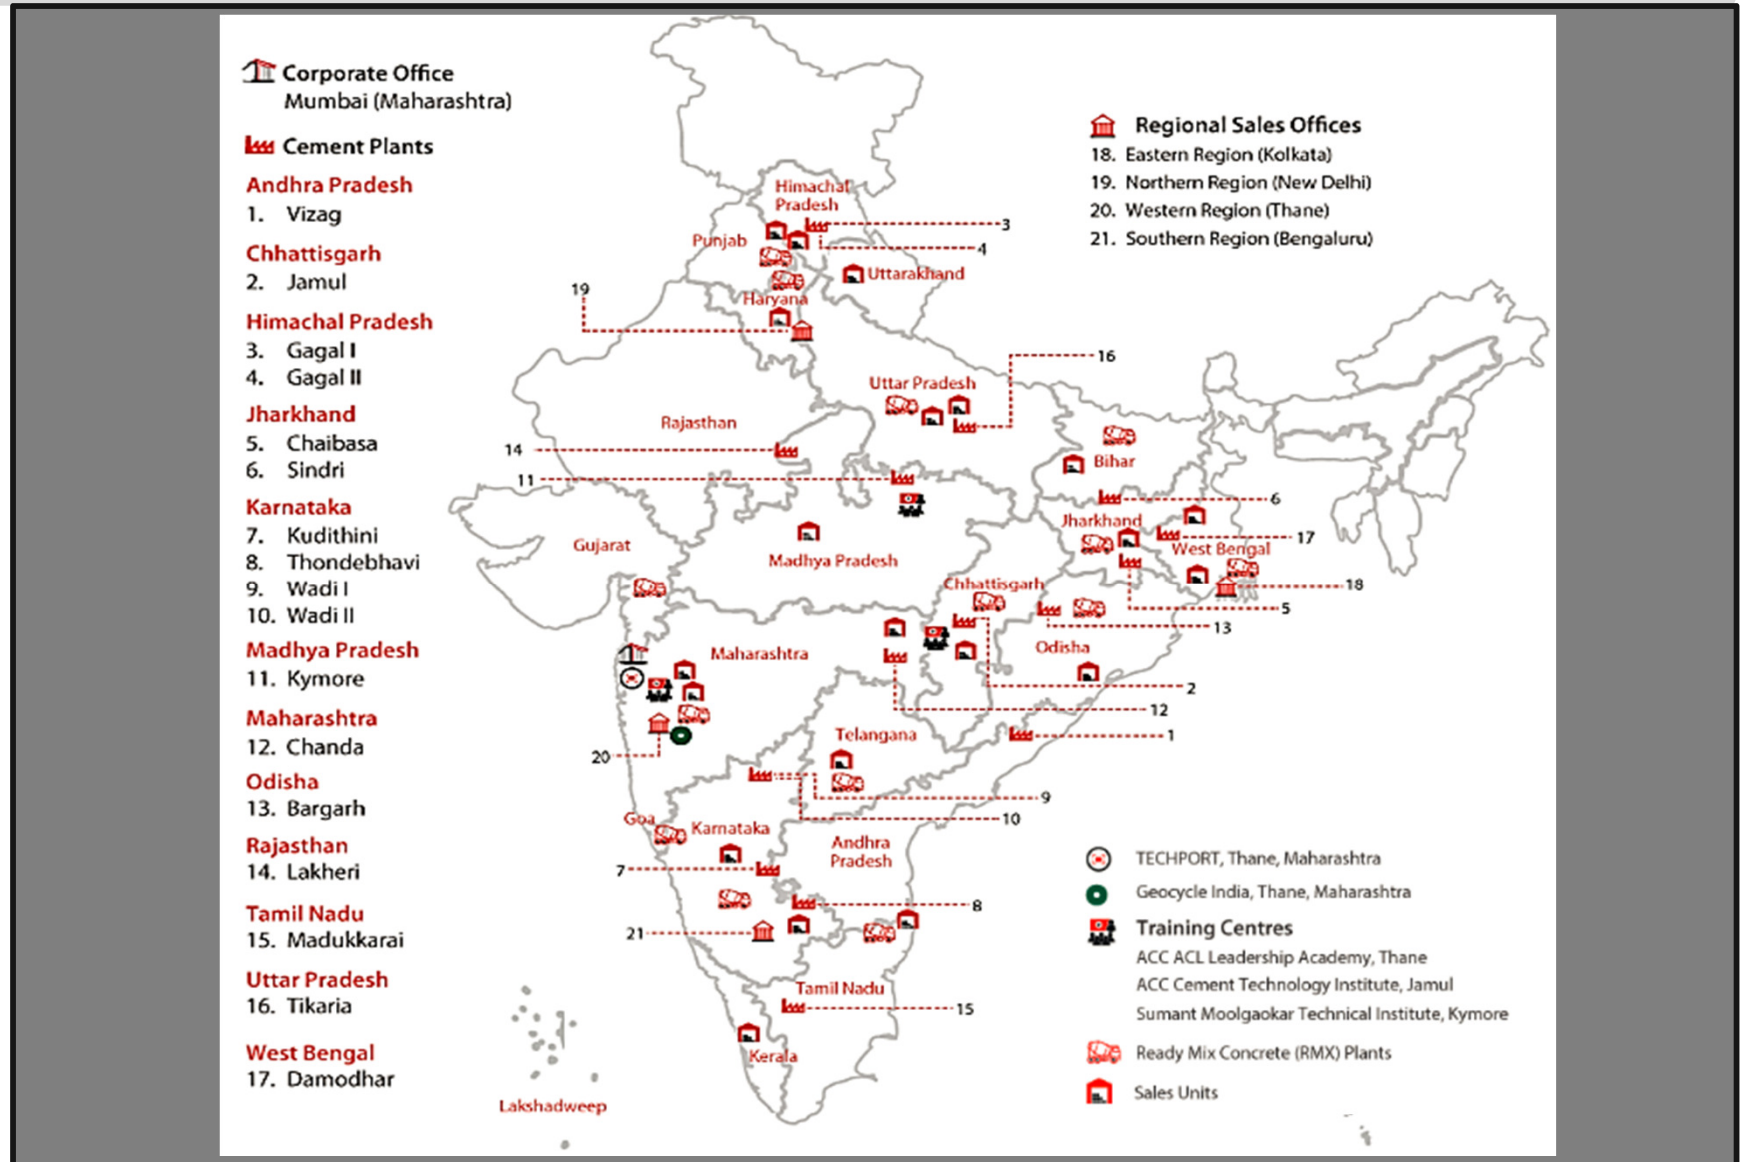 Corporate Office
Mumbai (Maharashtra)
Cement Plants
Andhra Pradesh
1. Vizag
Chhattisgarh
2. Jamul
Himachal Pradesh
3. Gagal I
4. Gagal II
Jharkhand
5. Chaibasa
6. Sindri
Karnataka
7. Kudithini
8. Thondebhavi
9. Wadi I
10. Wadi II
Madhya Pradesh
11. Kymore
Maharashtra
12. Chanda
Odisha
13. Bargarh
Rajasthan
14. Lakheri
Tamil Nadu
15. Madukkarai
Uttar Pradesh
16. Tikaria
West Bengal
17. Damodhar
Regional Sales Offices
18. Eastern Region (Kolkata)
19. Northern Region (New Delhi)
20. Western Region (Thane)
21. Southern Region (Bengaluru)
Himachal
Pradesh
3
Punjab
4
Uttarakhand
19
Haryana
16
Uttar Pradesh
Rajasthan
14
Bihar
11
6
Jharkhand
17
Gujarat
West Bengal
Madhya Pradesh
Chhattisgarh
18
5
13
Odisha
Maharashtra
2
12
Telangana
1
20
9
10
Goa
Karnataka
Andhra
Pradesh
7
8
21
Tamil Nadu
15
Kerala
Lakshadweep
TECHPORT, Thane, Maharashtra
Geocycle India, Thane, Maharashtra
Training Centres
ACC ACL Leadership Academy, Thane
ACC Cement Technology Institute, Jamul
Sumant Moolgaokar Technical Institute, Kymore
Ready Mix Concrete (RMX) Plants
Sales Units